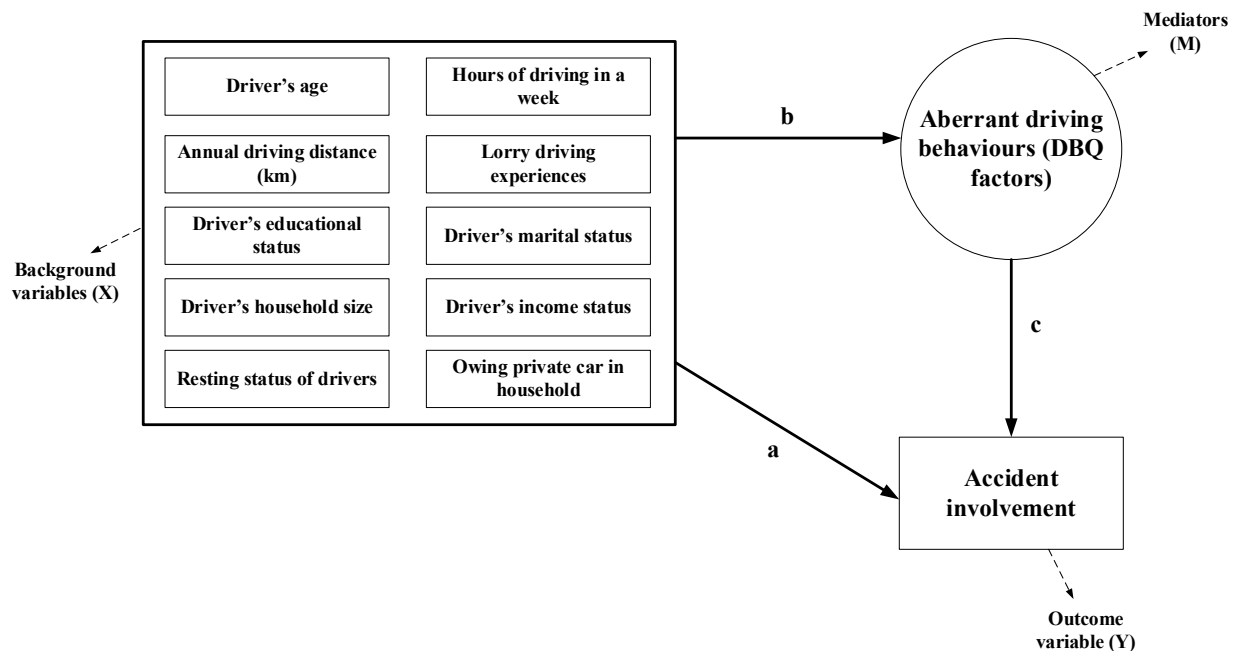 Driver's age
Hours of driving in a
week
Annual driving distance
(km)
Lorry driving
experiences
Driver's educational
status
Driver's marital status
Driver's household size
Driver's income status
Resting status of drivers
Owing private car in
household
Background
variables (X)
b
a
Mediators
(M)
Aberrant driving
behaviours (DBQ
factors)
c
Accident
involvement
Outcome
variable (Y)